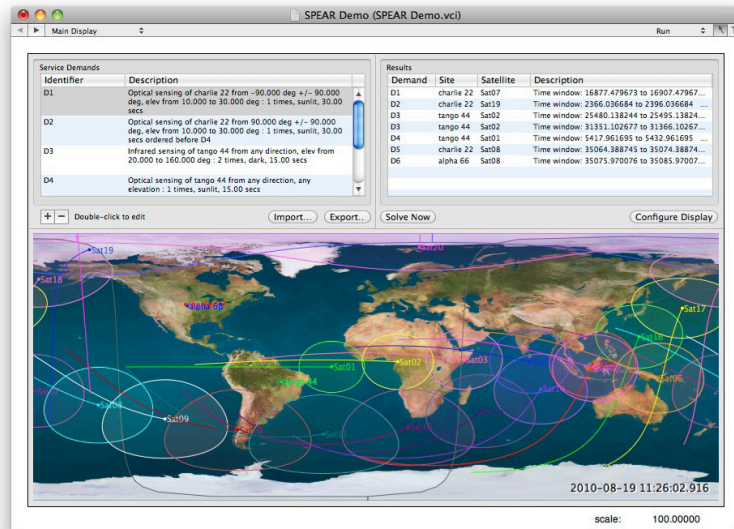 SPEAR Demo (SPEAR Demo.vci)
Main Display
Run
Service Demands
Identifier Description
D1 Optical sensing of charlie 22 from -90.000 deg +/- 90.000
deg, elev from 10.000 to 30.000 deg : 1 times, sunlit, 30.00
secs
D2 Optical sensing of charlie 22 from 90.000 deg +/- 90.000
deg, elev from 10.000 to 30.000 deg : 1 times, sunlit, 30.00
secs ordered before D4
D3 Infrared sensing of tango 44 from any direction, elev from
20.000 to 160.000 deg : 2 times, dark, 15.00 secs
D4 Optical sensing of tango 44 from any direction, any
elevation : 1 times, sunlit, 15.00 secs
+ − Double-click to edit Import... Export...
Results
Demand Site Satellite Description
D1 charlie 22 Sat07 Time window: 16877.479673 to 16907.47967...
D2 charlie 22 Sat19 Time window: 2366.036684 to 2396.036684 ...
D3 tango 44 Sat02 Time window: 25480.138244 to 25495.13824...
D3 tango 44 Sat02 Time window: 31351.102677 to 31366.10267...
D4 tango 44 Sat01 Time window: 5417.961695 to 5432.961695 ...
D5 charlie 22 Sat08 Time window: 35064.388745 to 35074.38874...
D6 alpha 66 Sat08 Time window: 35075.970076 to 35085.97007...
Solve Now Configure Display
Sat19
Sat20
Sat18
alpha 66
Sat17
Sat16
Sat01
Sat02
Sat03
tango 44
Sat06
Sat08
Sat09
2010-08-19 11:26:02.916
scale: 100.00000